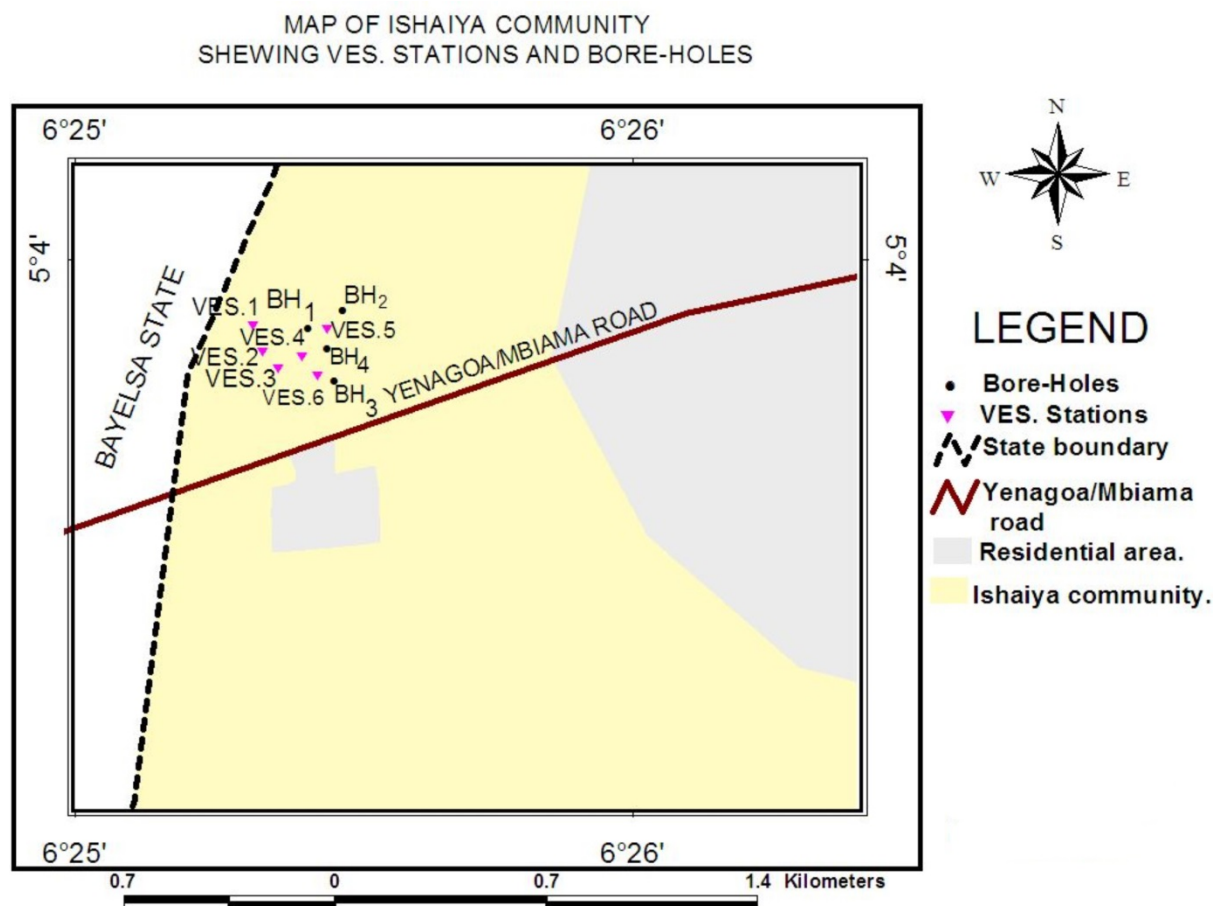 MAP OF ISHAIYA COMMUNITY
SHEWING VES. STATIONS AND BORE-HOLES
6°25' 6°26'
N
W E
S
5°4' 5°4'
BAYELSA STATE
VES.1 BH1 BH2
VES.4 VES.5
VES.2 BH4
VES.3
VES.6 BH3
YENAGOA/MBIAMA ROAD
LEGEND
Bore-Holes
VES. Stations
State boundary
Yenagoa/Mbiama
road
Residential area.
Ishaiya community.
6°25' 6°26'
0.7 0 0.7 1.4 Kilometers